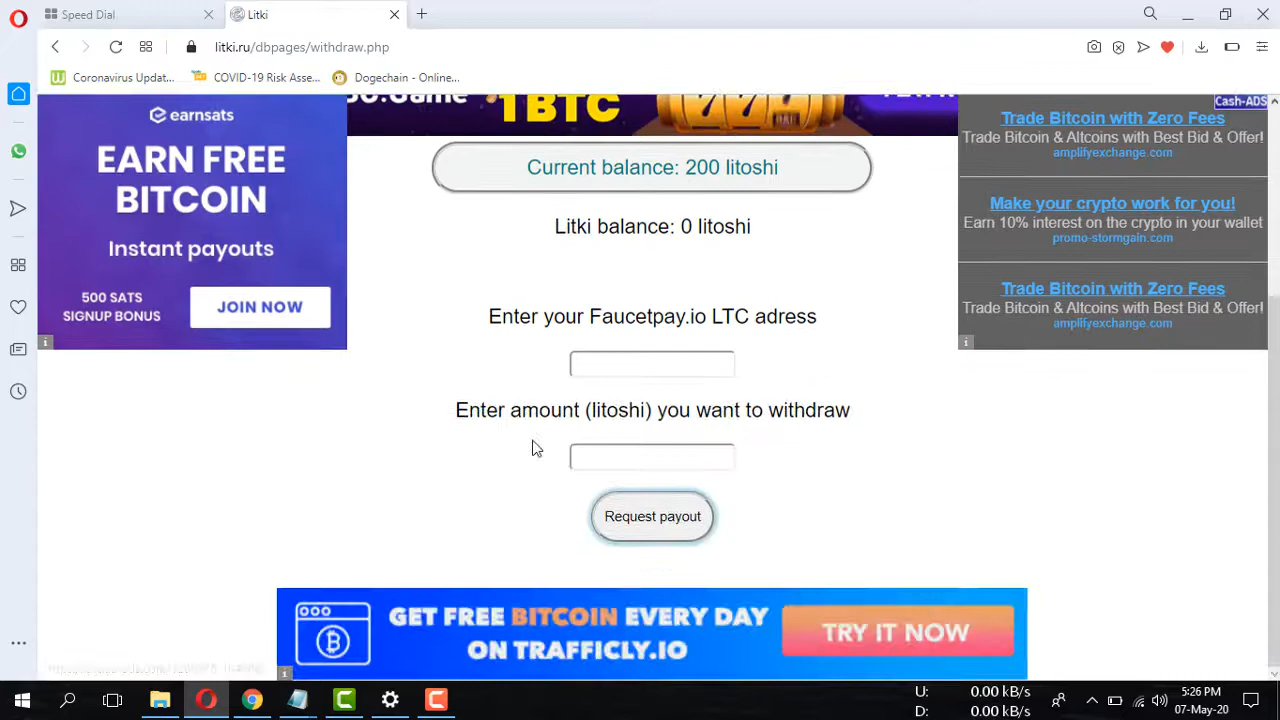 Speed Dial
Litki
litki.ru/dbpages/withdraw.php
Coronavirus Updat...
COVID-19 Risk Asse...
Dogechain - Online...
earnsats
EARN FREE
BITCOIN
Instant payouts
500 SATS
SIGNUP BONUS
JOIN NOW
1BTC
Cash-ADS
Trade Bitcoin with Zero Fees
Trade Bitcoin & Altcoins with Best Bid & Offer!
amplifyexchange.com
Make your crypto work for you!
Earn 10% interest on the crypto in your wallet
promo-stormgain.com
Trade Bitcoin with Zero Fees
Trade Bitcoin & Altcoins with Best Bid & Offer!
amplifyexchange.com
Current balance: 200 litoshi
Litki balance: 0 litoshi
Enter your Faucetpay.io LTC adress
Enter amount (litoshi) you want to withdraw
Request payout
GET FREE BITCOIN EVERY DAY
ON TRAFFICLY.IO
TRY IT NOW
U: 0.00 kB/s
D: 0.00 kB/s
5:26 PM
07-May-20